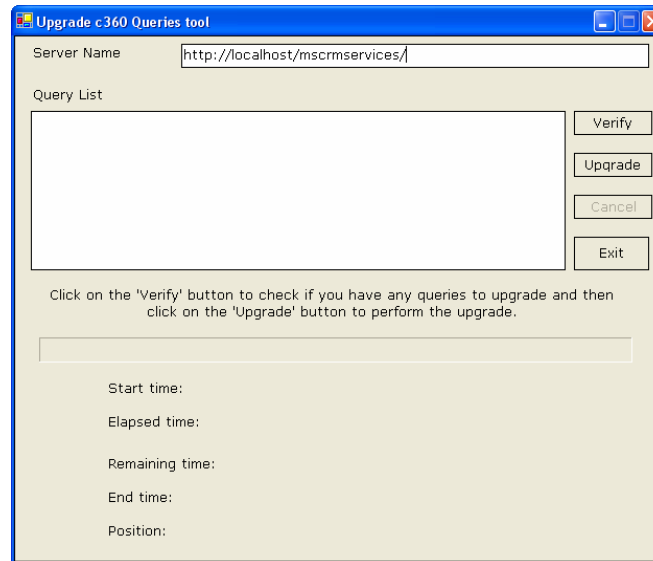 Upgrade c360 Queries tool
Server Name
http://localhost/mscrmservices/
Query List
Verify
Upgrade
Cancel
Exit
Click on the 'Verify' button to check if you have any queries to upgrade and then
click on the 'Upgrade' button to perform the upgrade.
Start time:
Elapsed time:
Remaining time:
End time:
Position: